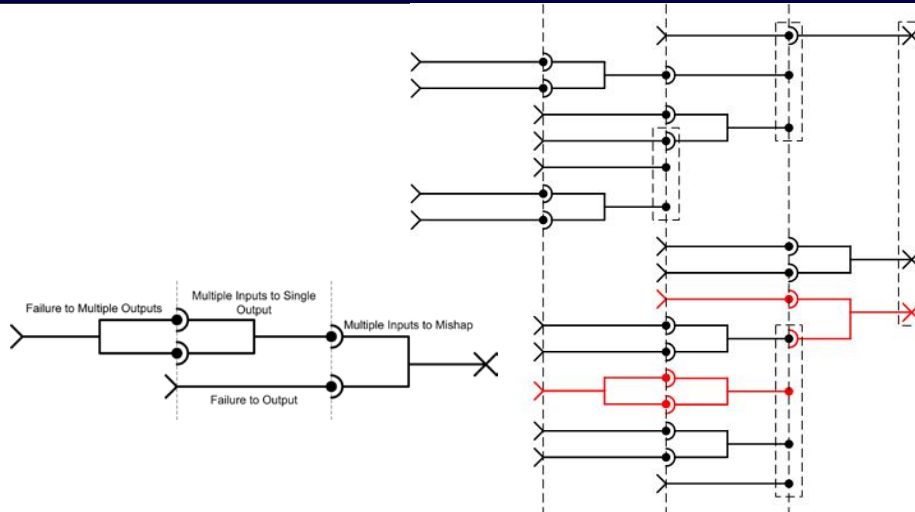 Failure to Multiple Outputs
Multiple Inputs to Single
Output
Multiple Inputs to Mishap
Failure to Output